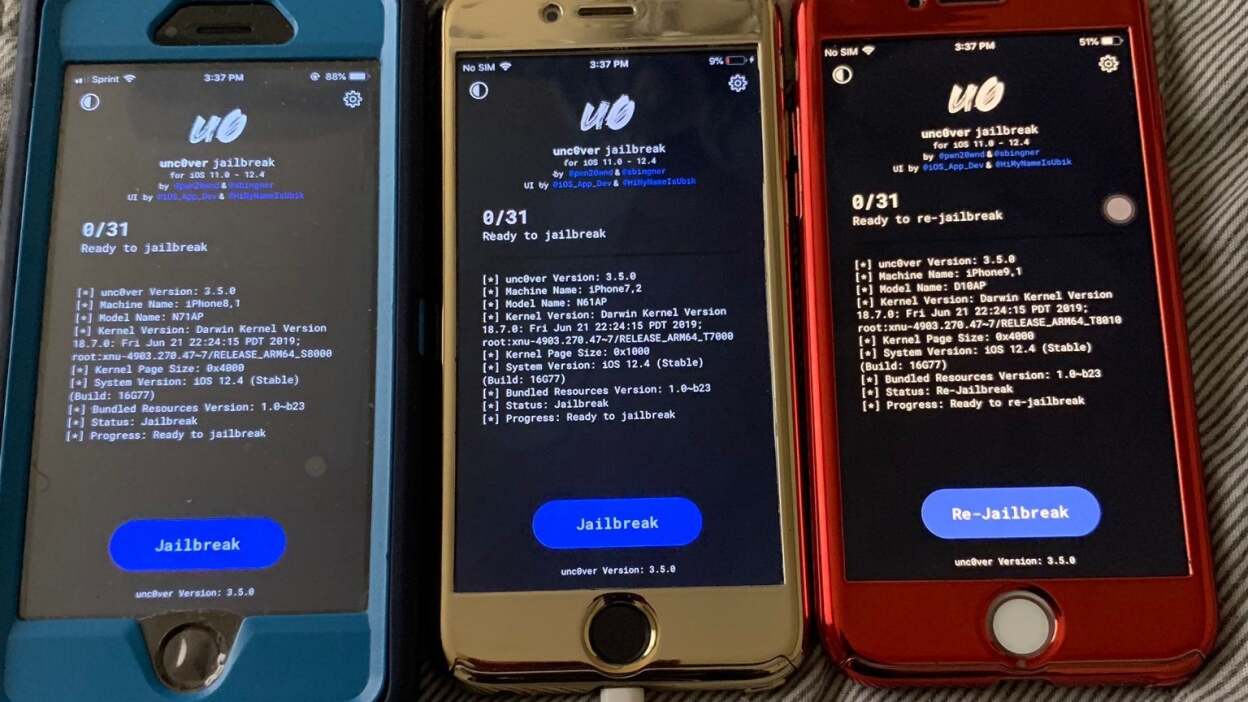 Sprint
3:37 PM
88%
u0
unc0ver jailbreak
for iOS 11.0 - 12.4
by @pwn20wnd & @sbingner
UI by @iOS_App_Dev & @HiMyNameIsUbik
0/31
Ready to jailbreak
[*] unc0ver Version: 3.5.0
[*] Machine Name: iPhone8,1
[*] Model Name: N71AP
[*] Kernel Version: Darwin Kernel Version
18.7.0: Fri Jun 21 22:24:15 PDT 2019;
root:xnu-4903.270.47~7/RELEASE_ARM64_S8000
[*] Kernel Page Size: 0x4000
[*] System Version: iOS 12.4 (Stable)
(Build: 16G77)
[*] Bundled Resources Version: 1.0~b23
[*] Status: Jailbreak
[*] Progress: Ready to jailbreak
Jailbreak
unc0ver Version: 3.5.0
No SIM
3:37 PM
9%
u0
unc0ver jailbreak
for iOS 11.0 - 12.4
by @pwn20wnd & @sbingner
UI by @iOS_App_Dev & @HiMyNameIsUbik
0/31
Ready to jailbreak
[*] unc0ver Version: 3.5.0
[*] Machine Name: iPhone7,2
[*] Model Name: N61AP
[*] Kernel Version: Darwin Kernel Version
18.7.0: Fri Jun 21 22:24:15 PDT 2019;
root:xnu-4903.270.47~7/RELEASE_ARM64_T7000
[*] Kernel Page Size: 0x1000
[*] System Version: iOS 12.4 (Stable)
(Build: 16G77)
[*] Bundled Resources Version: 1.0~b23
[*] Status: Jailbreak
[*] Progress: Ready to jailbreak
Jailbreak
unc0ver Version: 3.5.0
No SIM
3:37 PM
51%
u0
unc0ver jailbreak
for iOS 11.0 - 12.4
by @pwn20wnd & @sbingner
UI by @iOS_App_Dev & @HiMyNameIsUbik
0/31
Ready to re-jailbreak
[*] unc0ver Version: 3.5.0
[*] Machine Name: iPhone9,1
[*] Model Name: D10AP
[*] Kernel Version: Darwin Kernel Version
18.7.0: Fri Jun 21 22:24:15 PDT 2019;
root:xnu-4903.270.47~7/RELEASE_ARM64_T8010
[*] Kernel Page Size: 0x4000
[*] System Version: iOS 12.4 (Stable)
(Build: 16G77)
[*] Bundled Resources Version: 1.0~b23
[*] Status: Re-Jailbreak
[*] Progress: Ready to re-jailbreak
Re-Jailbreak
unc0ver Version: 3.5.0